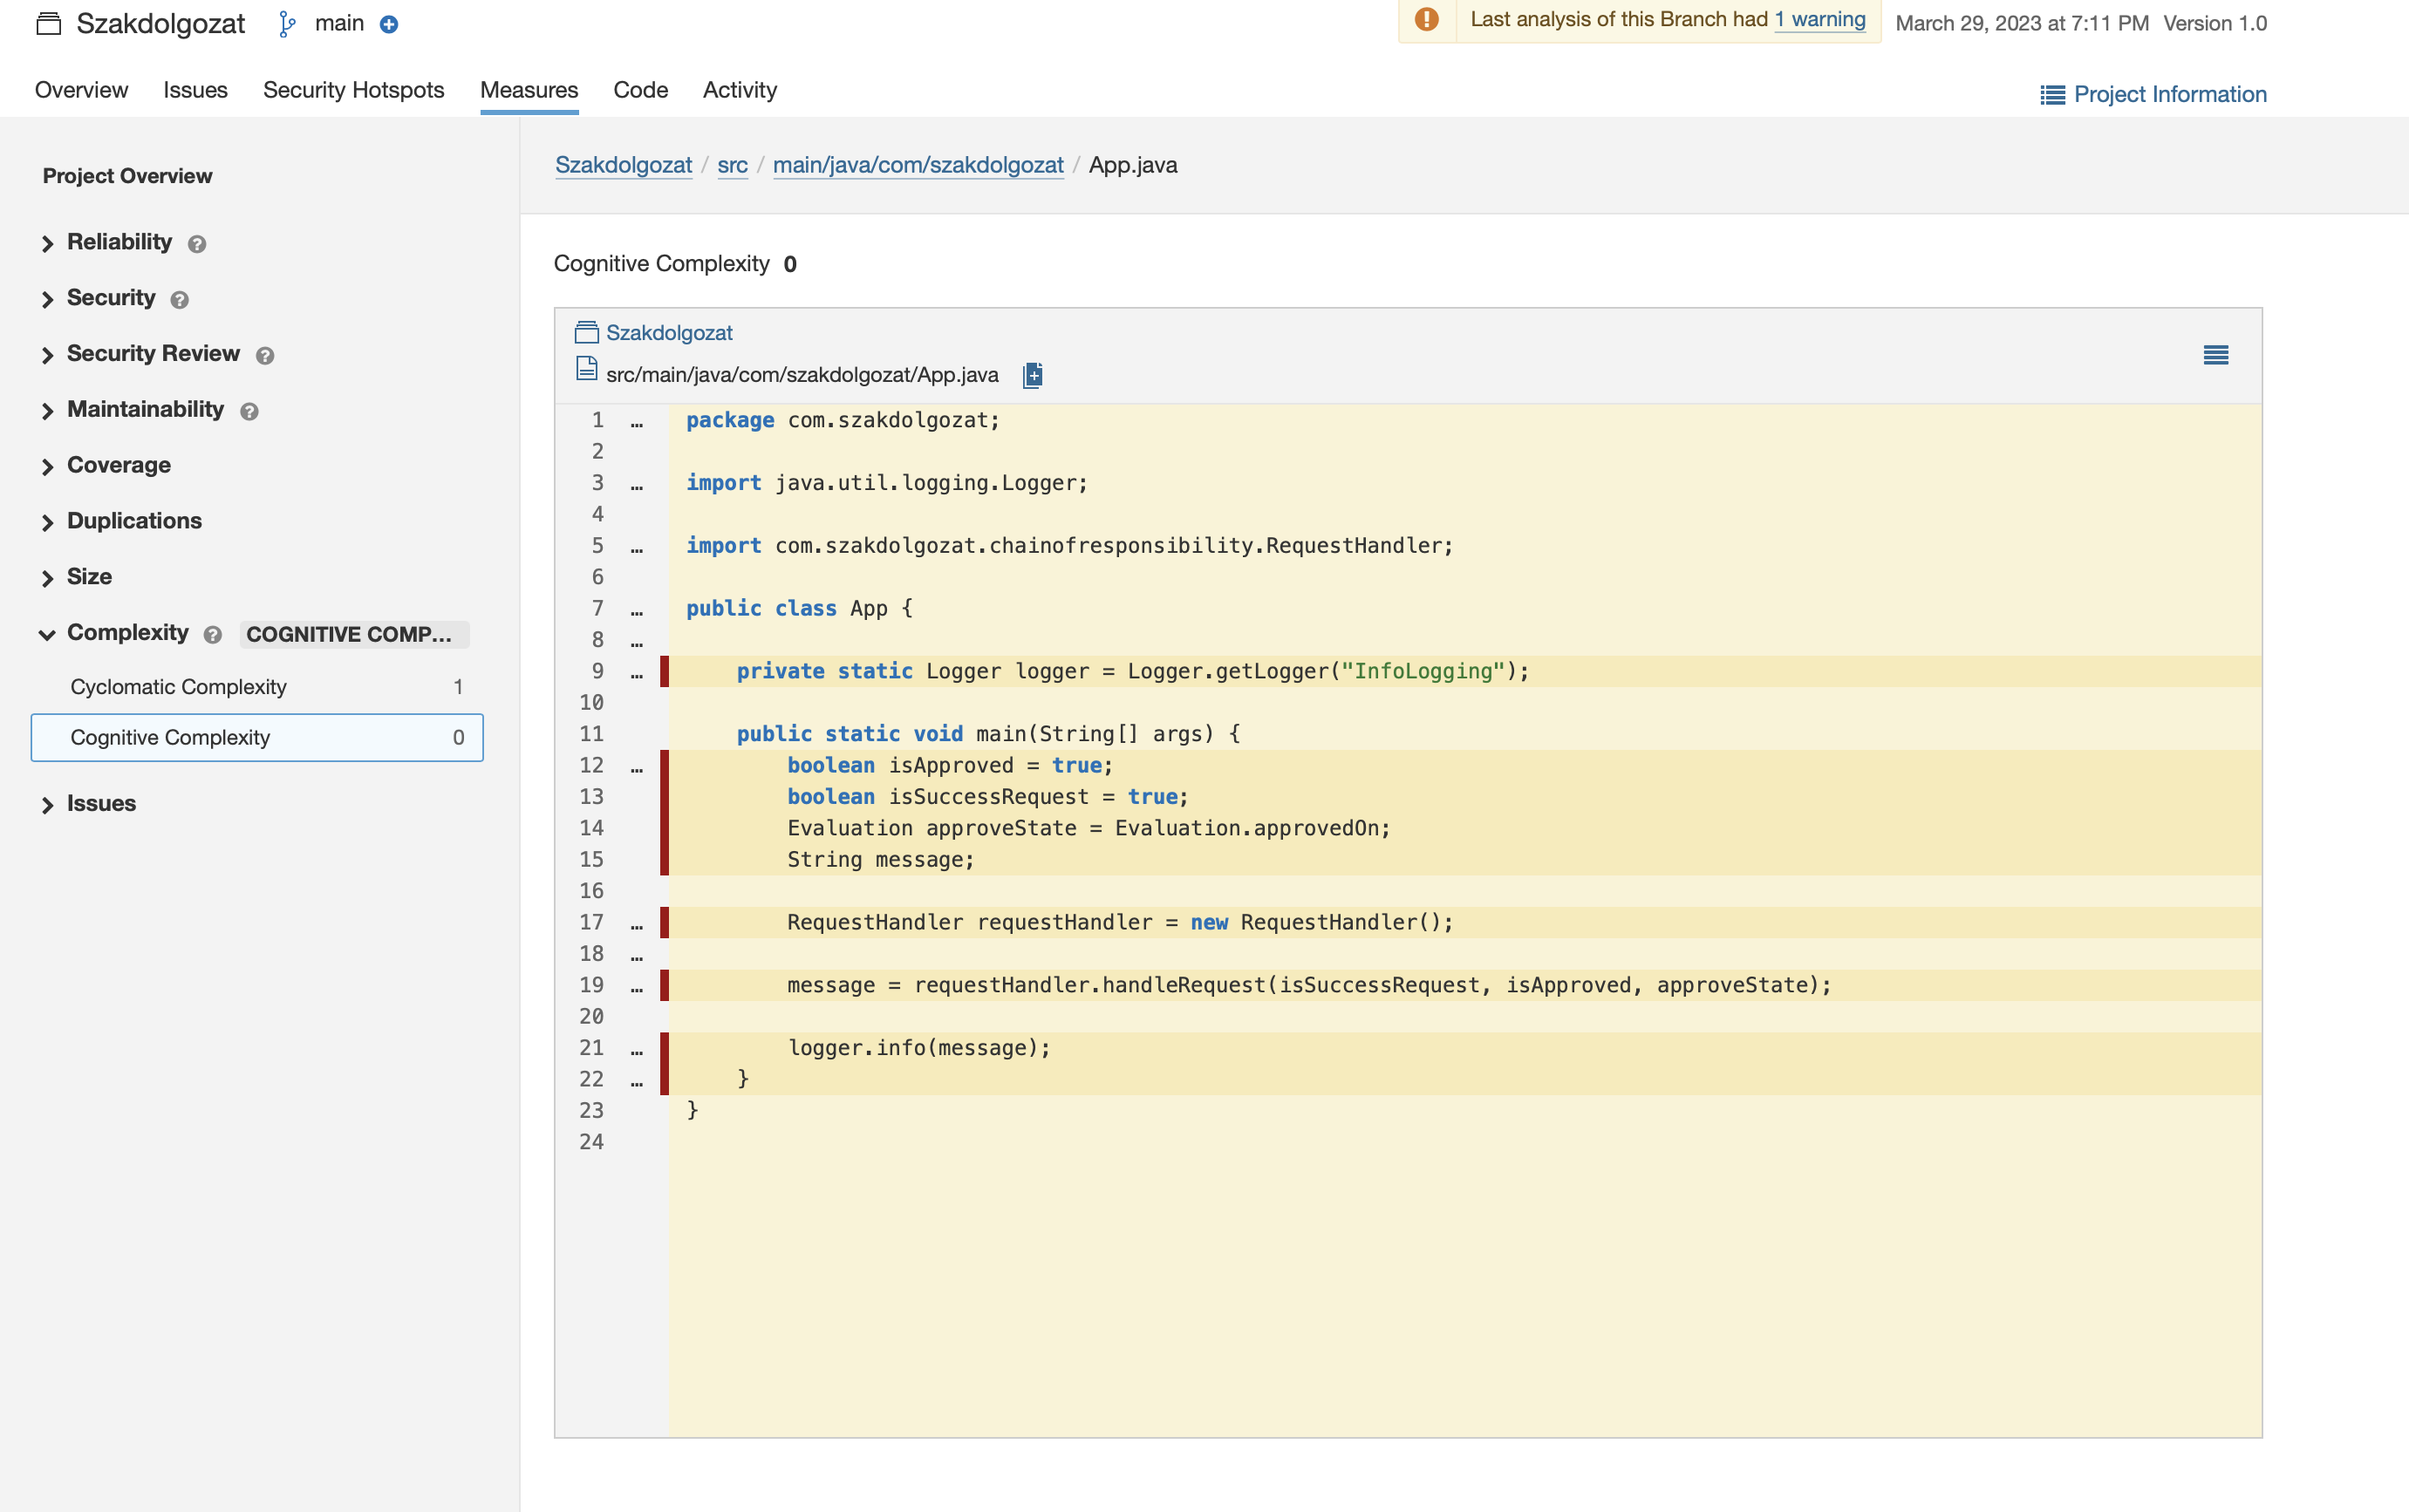 Szakdolgozat main
Last analysis of this Branch had 1 warning March 29, 2023 at 7:11 PM Version 1.0
Overview Issues Security Hotspots Measures Code Activity
Project Information
Project Overview
Reliability
Security
Security Review
Maintainability
Coverage
Duplications
Size
Complexity COGNITIVE COMP...
Cyclomatic Complexity 1
Cognitive Complexity 0
Issues
Szakdolgozat / src / main/java/com/szakdolgozat / App.java
Cognitive Complexity 0
Szakdolgozat
src/main/java/com/szakdolgozat/App.java
1 … package com.szakdolgozat;
2
3 … import java.util.logging.Logger;
4
5 … import com.szakdolgozat.chainofresponsibility.RequestHandler;
6
7 … public class App {
8 …
9 … private static Logger logger = Logger.getLogger("InfoLogging");
10
11 public static void main(String[] args) {
12 … boolean isApproved = true;
13 boolean isSuccessRequest = true;
14 Evaluation approveState = Evaluation.approvedOn;
15 String message;
16
17 … RequestHandler requestHandler = new RequestHandler();
18 …
19 … message = requestHandler.handleRequest(isSuccessRequest, isApproved, approveState);
20
21 … logger.info(message);
22 … }
23 }
24